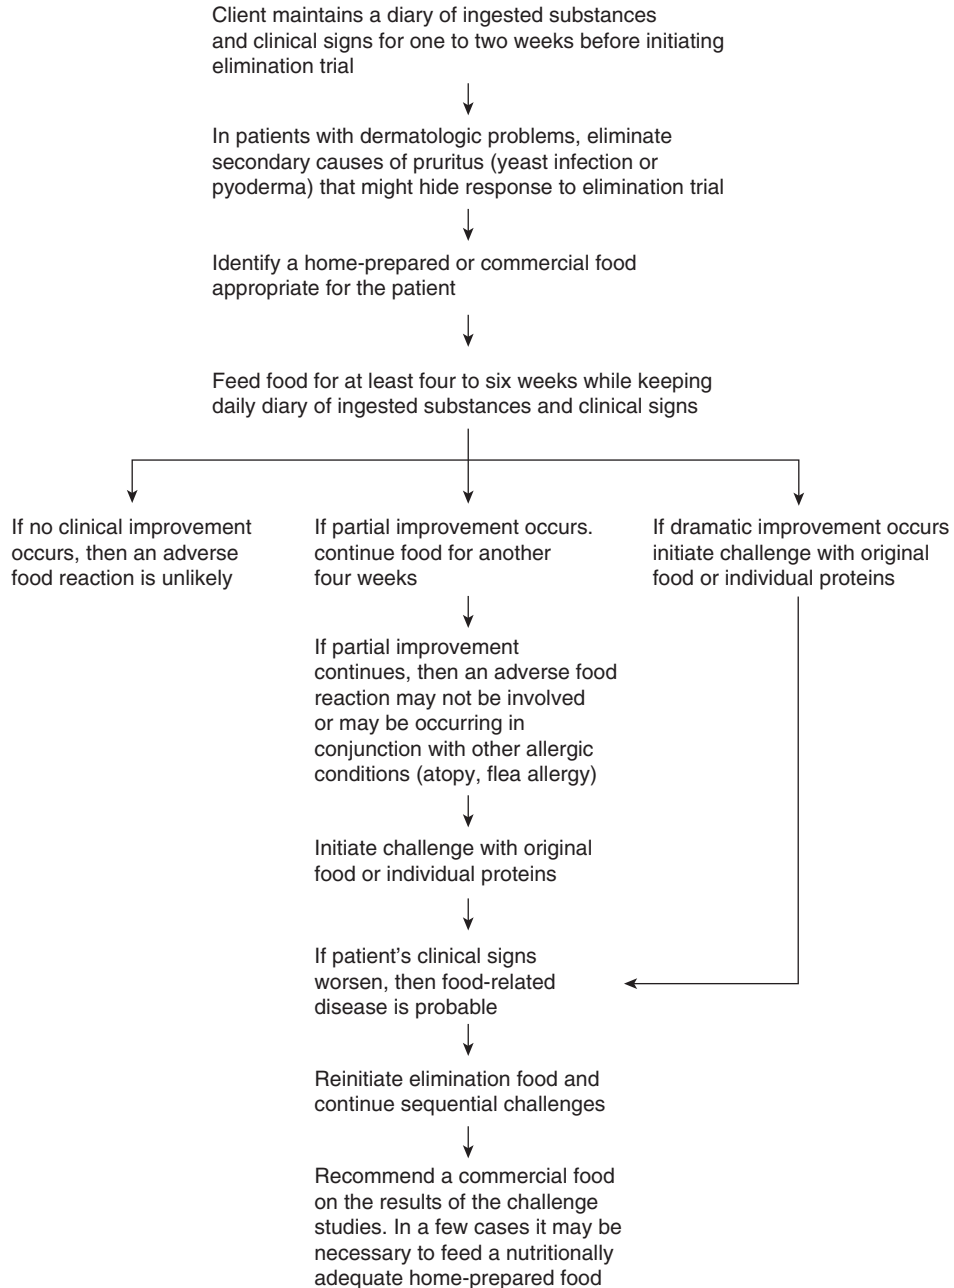 Client maintains a diary of ingested substances
and clinical signs for one to two weeks before initiating
elimination trial
In patients with dermatologic problems, eliminate
secondary causes of pruritus (yeast infection or
pyoderma) that might hide response to elimination trial
Identify a home-prepared or commercial food
appropriate for the patient
Feed food for at least four to six weeks while keeping
daily diary of ingested substances and clinical signs
If no clinical improvement
occurs, then an adverse
food reaction is unlikely
If partial improvement occurs.
continue food for another
four weeks
If dramatic improvement occurs
initiate challenge with original
food or individual proteins
If partial improvement
continues, then an adverse food
reaction may not be involved
or may be occurring in
conjunction with other allergic
conditions (atopy, flea allergy)
Initiate challenge with original
food or individual proteins
If patient's clinical signs
worsen, then food-related
disease is probable
Reinitiate elimination food and
continue sequential challenges
Recommend a commercial food
on the results of the challenge
studies. In a few cases it may be
necessary to feed a nutritionally
adequate home-prepared food